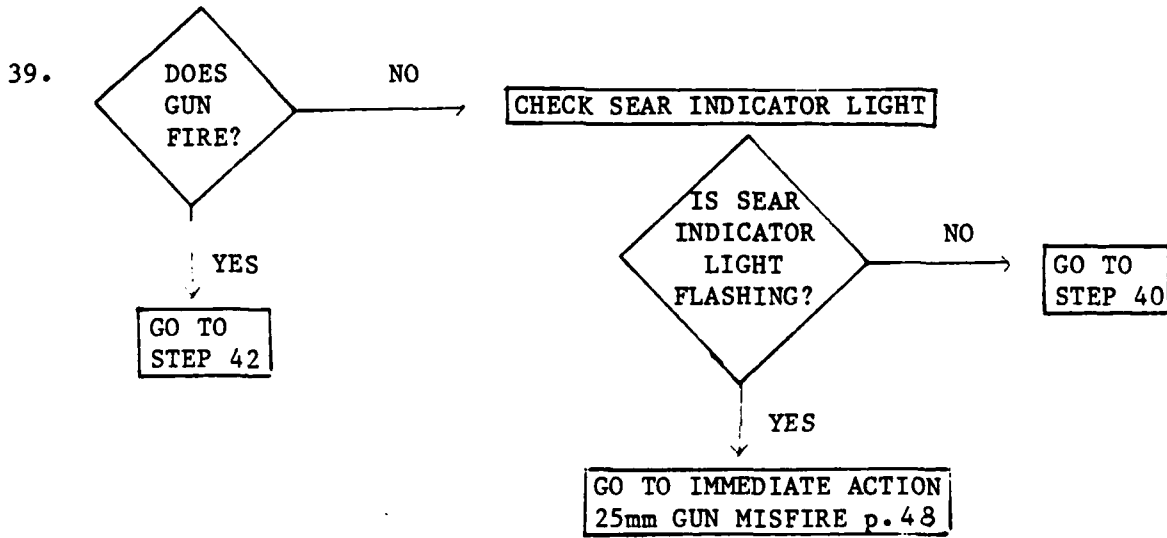 39.
DOES
GUN
FIRE?
NO
CHECK SEAR INDICATOR LIGHT
YES
GO TO
STEP 42
IS SEAR
INDICATOR
LIGHT
FLASHING?
NO
GO TO
STEP 40
YES
GO TO IMMEDIATE ACTION
25mm GUN MISFIRE p.48